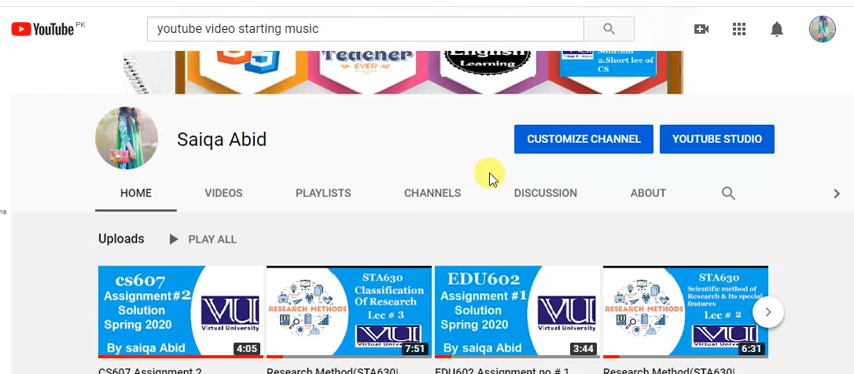 YouTube PK
youtube video starting music
Teacher
EVER
English
Learning
2.Short lec of
CS
Saiqa Abid
CUSTOMIZE CHANNEL
YOUTUBE STUDIO
HOME VIDEOS PLAYLISTS CHANNELS DISCUSSION ABOUT
Uploads PLAY ALL
cs607
Assignment#2
Solution
Spring 2020
By saiqa Abid
VU
Virtual University
4:05
RESEARCH METHODS
STA630
Classification
Of Research
Lec # 3
VU
7:51
EDU602
Assignment #1
Solution
Spring 2020
By saiqa Abid
VU
Virtual University
3:44
RESEARCH METHODS
STA630
Scientific method of
Research & Its special
features
Lec # 2
VU
6:31
CS607 Assignment 2
Research Method(STA630|
EDU602 Assignment no # 1
Research Method(STA630|